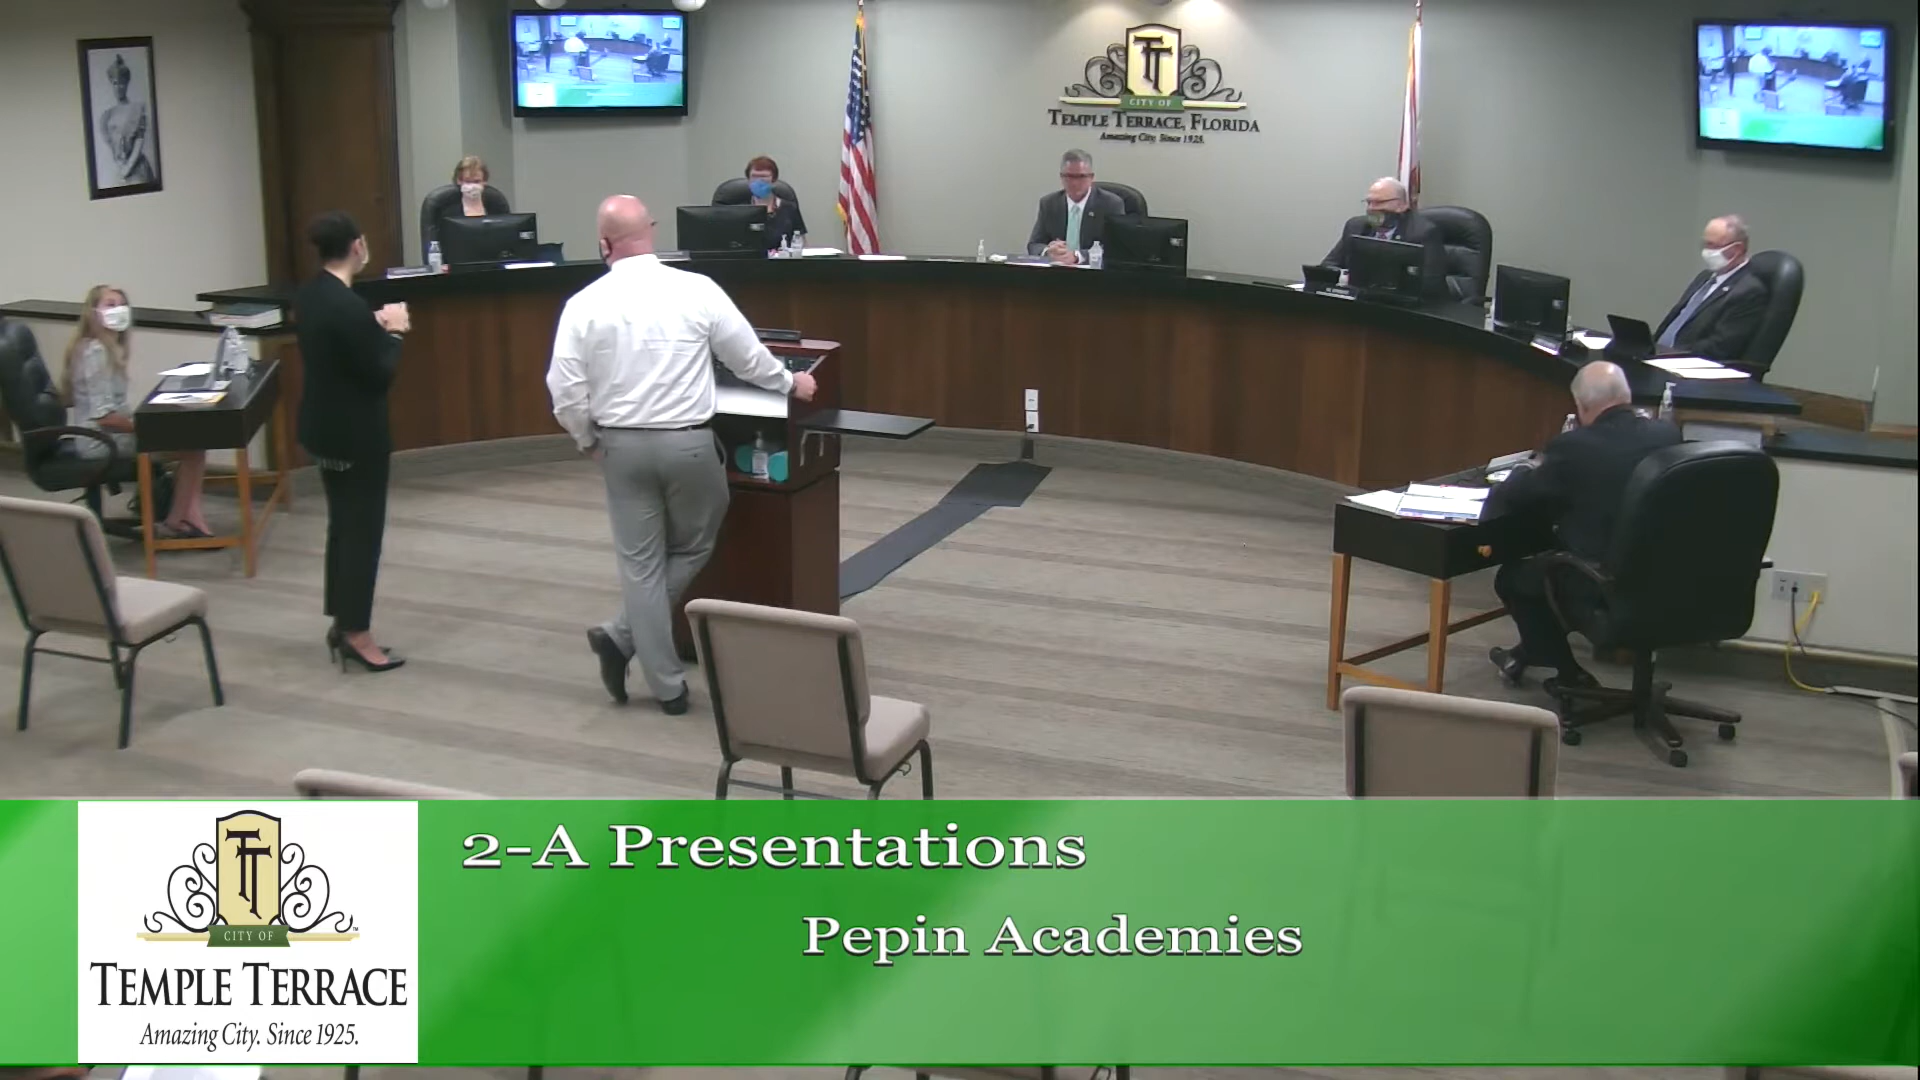 CITY OF
TEMPLE TERRACE, FLORIDA
Amazing City. Since 1925.
2-A Presentations
Pepin Academies
TT
CITY OF
TEMPLE TERRACE
Amazing City. Since 1925.